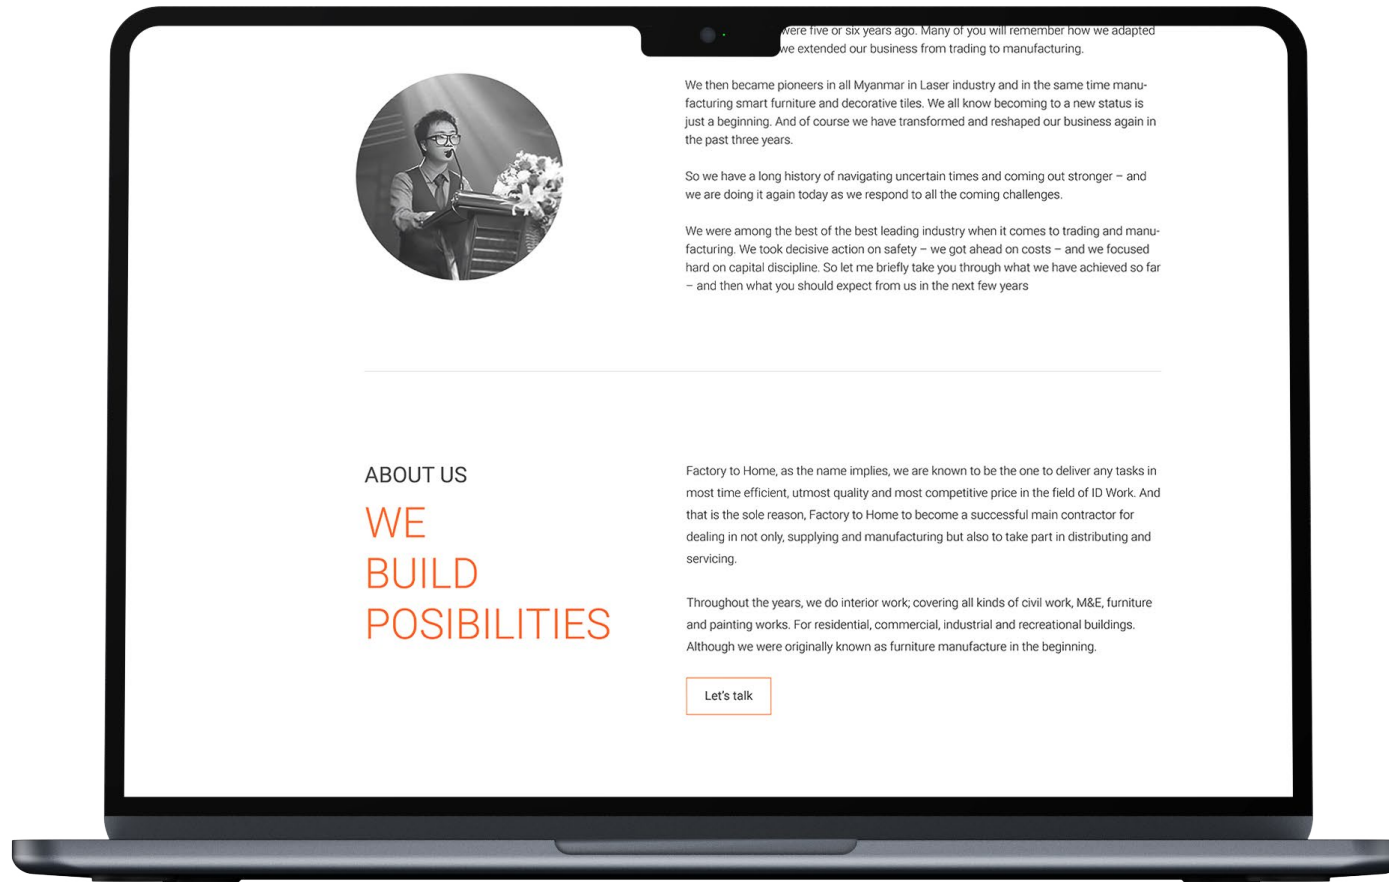 were five or six years ago. Many of you will remember how we adapted
we extended our business from trading to manufacturing.
We then became pioneers in all Myanmar in Laser industry and in the same time manu-
facturing smart furniture and decorative tiles. We all know becoming to a new status is
just a beginning. And of course we have transformed and reshaped our business again in
the past three years.
So we have a long history of navigating uncertain times and coming out stronger – and
we are doing it again today as we respond to all the coming challenges.
We were among the best of the best leading industry when it comes to trading and manu-
facturing. We took decisive action on safety – we got ahead on costs – and we focused
hard on capital discipline. So let me briefly take you through what we have achieved so far
– and then what you should expect from us in the next few years
ABOUT US
WE
BUILD
POSIBILITIES
Factory to Home, as the name implies, we are known to be the one to deliver any tasks in
most time efficient, utmost quality and most competitive price in the field of ID Work. And
that is the sole reason, Factory to Home to become a successful main contractor for
dealing in not only, supplying and manufacturing but also to take part in distributing and
servicing.
Throughout the years, we do interior work; covering all kinds of civil work, M&E, furniture
and painting works. For residential, commercial, industrial and recreational buildings.
Although we were originally known as furniture manufacture in the beginning.
Let's talk